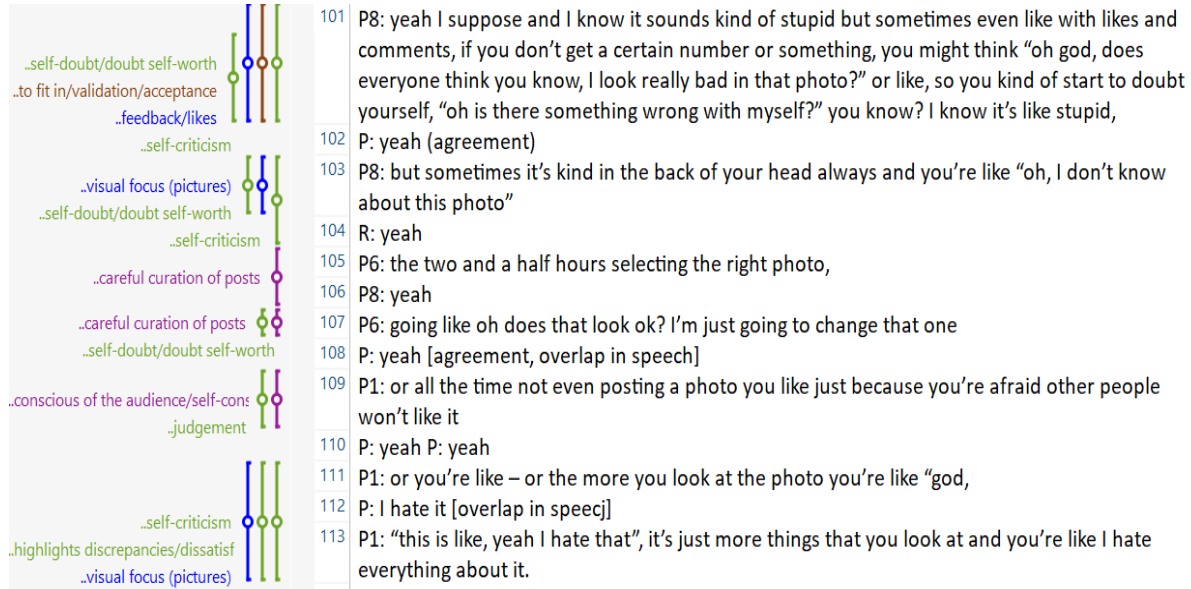 101 P8: yeah I suppose and I know it sounds kind of stupid but sometimes even like with likes and
..self-doubt/doubt self-worth comments, if you don’t get a certain number or something, you might think “oh god, does
..to fit in/validation/acceptance everyone think you know, I look really bad in that photo?” or like, so you kind of start to doubt
..feedback/likes yourself, “oh is there something wrong with myself?” you know? I know it’s like stupid,
..self-criticism 102 P: yeah (agreement)
..visual focus (pictures) 103 P8: but sometimes it’s kind in the back of your head always and you’re like “oh, I don’t know
..self-doubt/doubt self-worth about this photo”
..self-criticism 104 R: yeah
..careful curation of posts 105 P6: the two and a half hours selecting the right photo,
106 P8: yeah
..careful curation of posts 107 P6: going like oh does that look ok? I’m just going to change that one
..self-doubt/doubt self-worth 108 P: yeah [agreement, overlap in speech]
..conscious of the audience/self-cons 109 P1: or all the time not even posting a photo you like just because you’re afraid other people
..judgement won’t like it
110 P: yeah P: yeah
111 P1: or you’re like – or the more you look at the photo you’re like “god,
..self-criticism 112 P: I hate it [overlap in speecj]
..highlights discrepancies/dissatisf 113 P1: “this is like, yeah I hate that”, it’s just more things that you look at and you’re like I hate
..visual focus (pictures) everything about it.